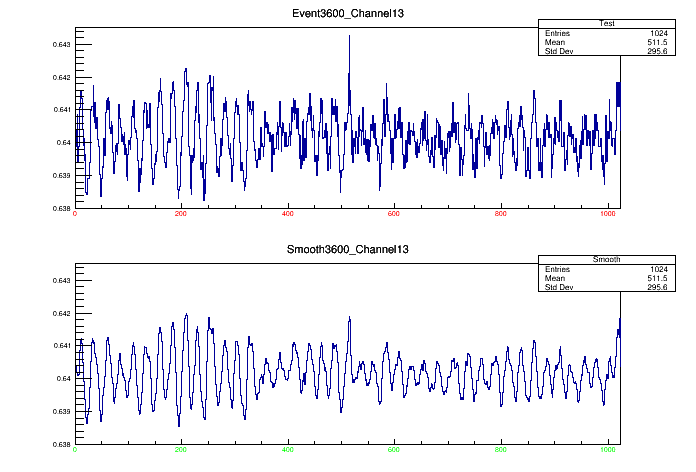 Event3600_Channel13
Test
Entries 1024
Mean 511.5
Std Dev 295.6
0.643
0.642
0.641
0.64
0.639
0.638
0 200 400 600 800 1000
Smooth3600_Channel13
Smooth
Entries 1024
Mean 511.5
Std Dev 295.6
0.643
0.642
0.641
0.64
0.639
0.638
0 200 400 600 800 1000